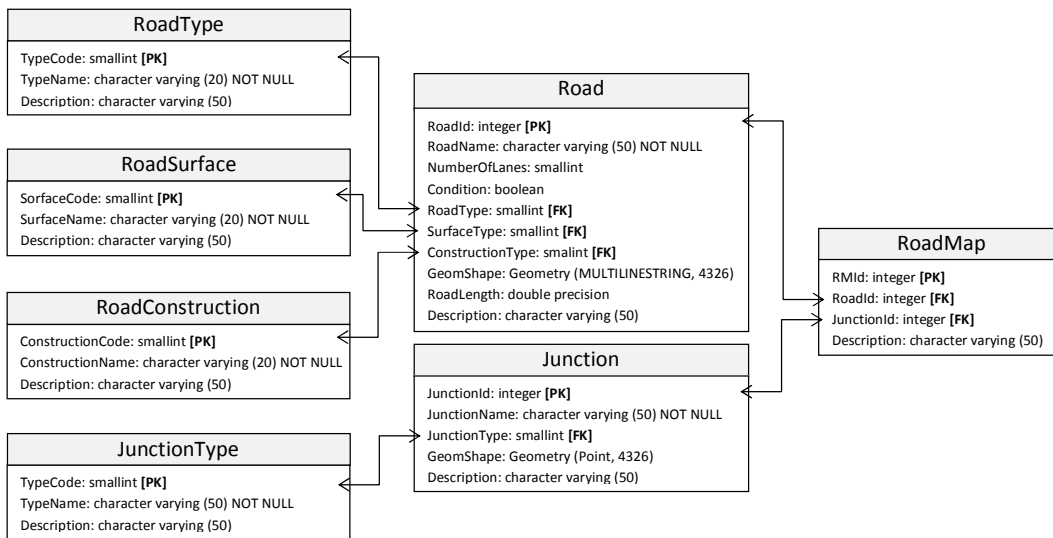 RoadType
TypeCode: smallint [PK]
TypeName: character varying (20) NOT NULL
Description: character varying (50)
RoadSurface
SorfaceCode: smallint [PK]
SurfaceName: character varying (20) NOT NULL
Description: character varying (50)
RoadConstruction
ConstructionCode: smallint [PK]
ConstructionName: character varying (20) NOT NULL
Description: character varying (50)
JunctionType
TypeCode: smallint [PK]
TypeName: character varying (50) NOT NULL
Description: character varying (50)
Road
RoadId: integer [PK]
RoadName: character varying (50) NOT NULL
NumberOfLanes: smallint
Condition: boolean
RoadType: smallint [FK]
SurfaceType: smallint [FK]
ConstructionType: smalint [FK]
GeomShape: Geometry (MULTILINESTRING, 4326)
RoadLength: double precision
Description: character varying (50)
Junction
JunctionId: integer [PK]
JunctionName: character varying (50) NOT NULL
JunctionType: smallint [FK]
GeomShape: Geometry (Point, 4326)
Description: character varying (50)
RoadMap
RMId: integer [PK]
RoadId: integer [FK]
JunctionId: integer [FK]
Description: character varying (50)